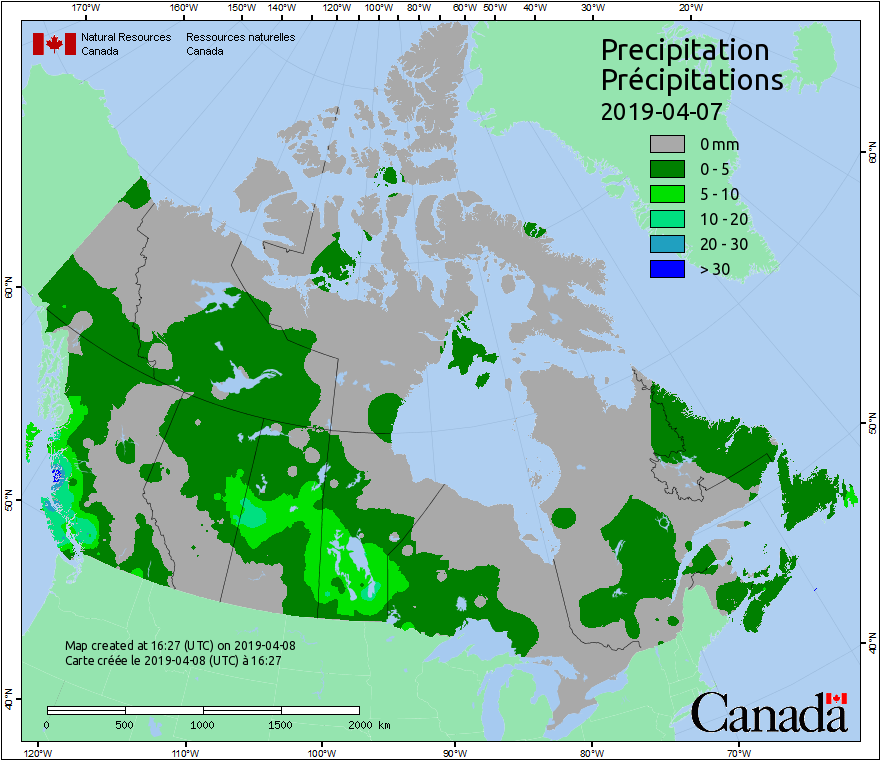 170°W 160°W 150°W 140°W 130°W 120°W 110°W 100°W 90°W 80°W 60°W 50°W 40°W 30°W 20°W
Natural Resources Canada
Ressources naturelles Canada
Precipitation
Précipitations
2019-04-07
0 mm
0 - 5
5 - 10
10 - 20
20 - 30
> 30
60°N
60°N
50°N
50°N
40°N
40°N
Map created at 16:27 (UTC) on 2019-04-08
Carte créée le 2019-04-08 (UTC) à 16:27
0 500 1000 1500 2000 km
Canada
120°W 110°W 100°W 90°W 80°W 70°W